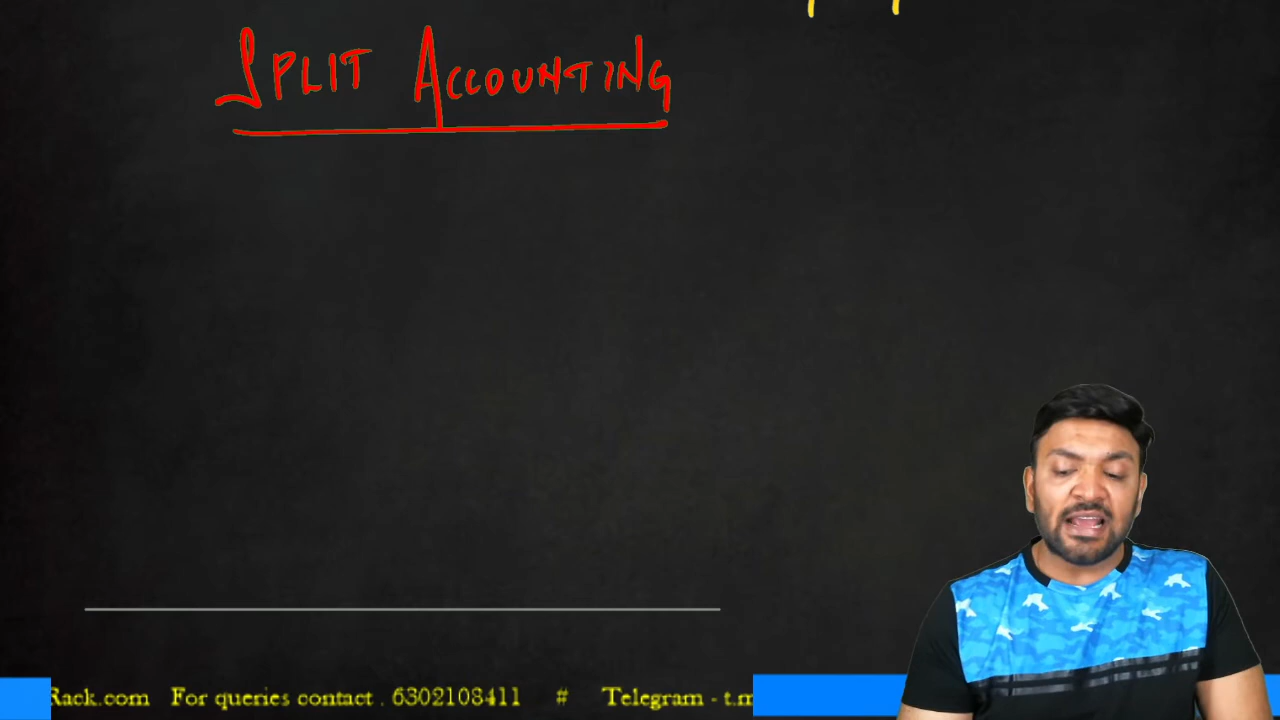 SPLIT ACCOUNTING
Rack.com For queries contact . 6302108411 # Telegram - t.m